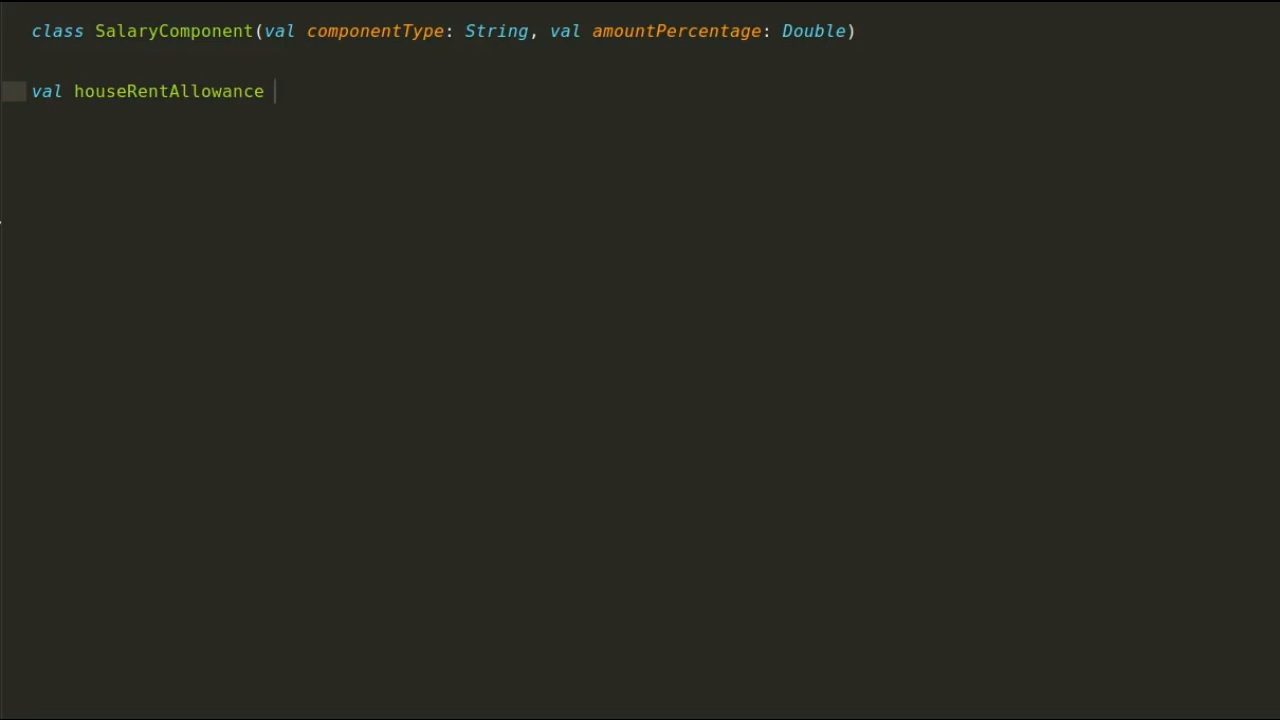 class SalaryComponent(val componentType: String, val amountPercentage: Double)
val houseRentAllowance